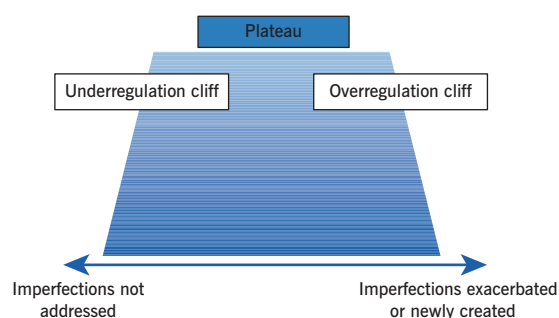 Plateau
Underregulation cliff
Overregulation cliff
Imperfections not
addressed
Imperfections exacerbated
or newly created